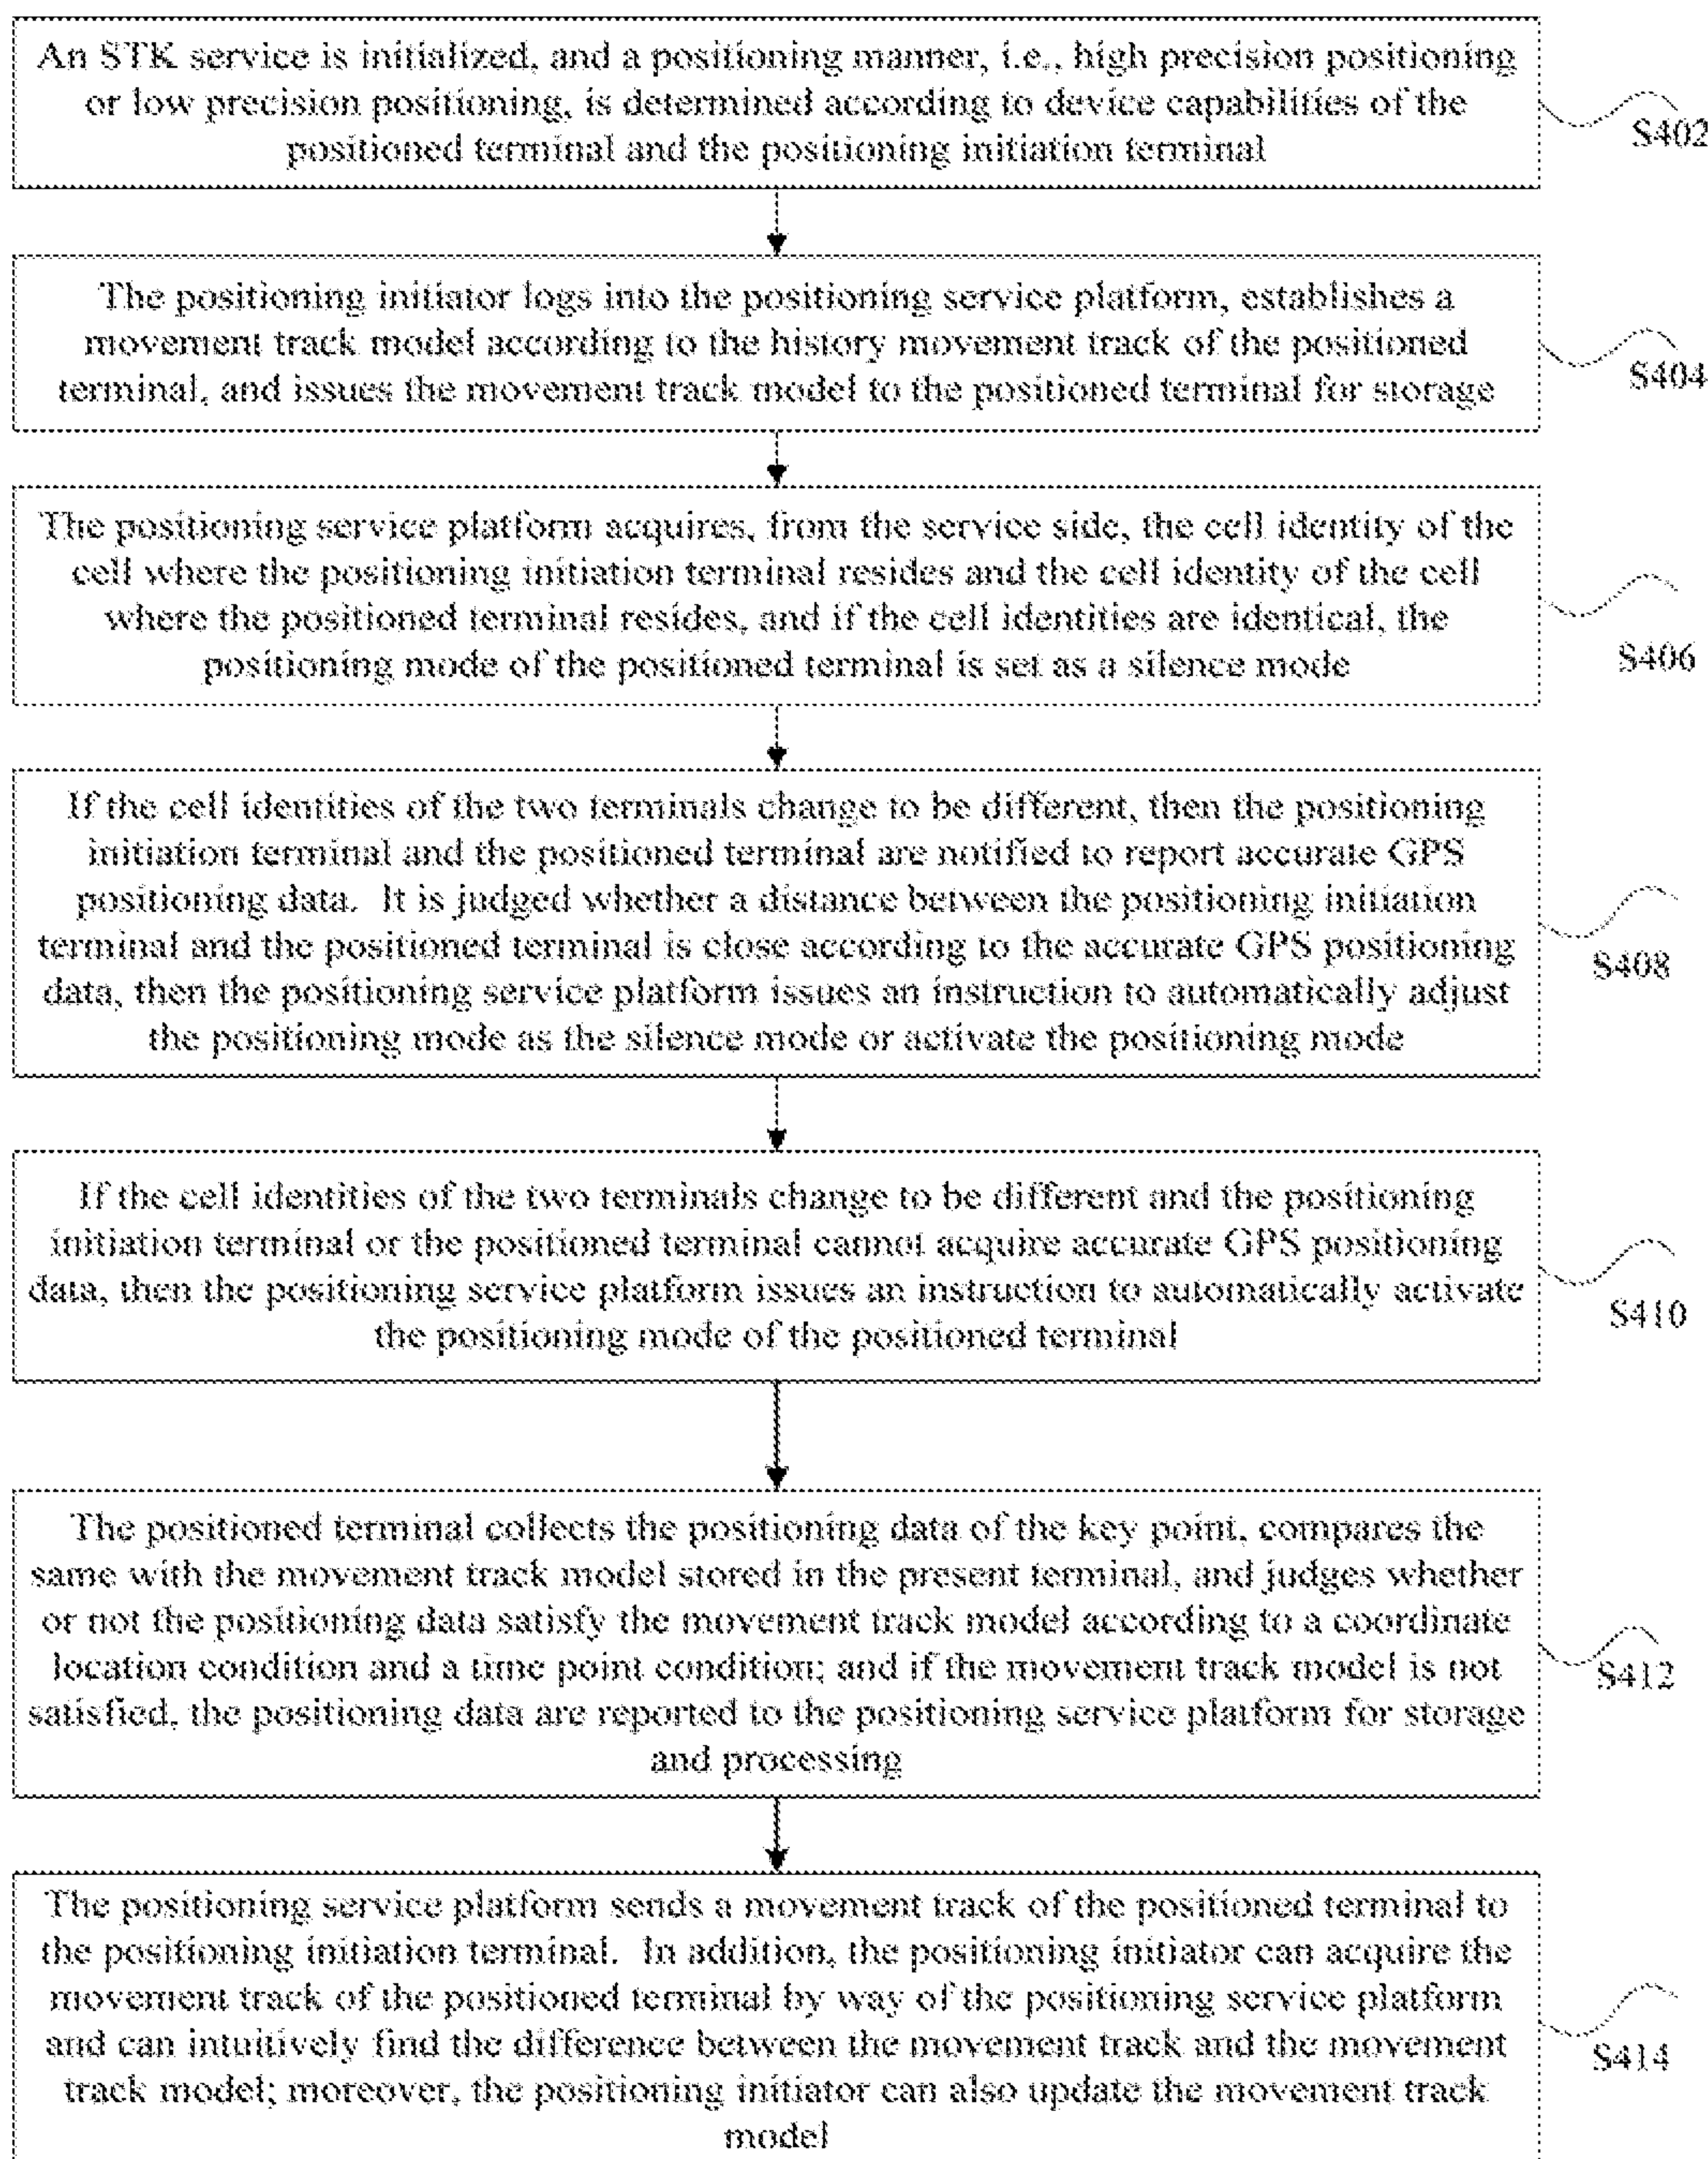 An STK service is initialized, and a positioning manner, i.e., high precision positioning
or low precision positioning, is determined according to device capabilities of the
positioned terminal and the positioning initiation terminal
S402
The positioning initiator logs into the positioning service platform, establishes a
movement track model according to the history movement track of the positioned
terminal, and issues the movement track model to the positioned terminal for storage
S404
The positioning service platform acquires, from the service side, the cell identity of the
cell where the positioning initiation terminal resides and the cell identity of the cell
where the positioned terminal resides, and if the cell identities are identical, the
positioning mode of the positioned terminal is set as a silence mode
S406
If the cell identities of the two terminals change to be different, then the positioning
initiation terminal and the positioned terminal are notified to report accurate GPS
positioning data. It is judged whether a distance between the positioning initiation
terminal and the positioned terminal is close according to the accurate GPS positioning
data, then the positioning service platform issues an instruction to automatically adjust
the positioning mode as the silence mode or activate the positioning mode
S408
If the cell identities of the two terminals change to be different and the positioning
initiation terminal or the positioned terminal cannot acquire accurate GPS positioning
data, then the positioning service platform issues an instruction to automatically activate
the positioning mode of the positioned terminal
S410
The positioned terminal collects the positioning data of the key point, compares the
same with the movement track model stored in the present terminal, and judges whether
or not the positioning data satisfy the movement track model according to a coordinate
location condition and a time point condition; and if the movement track model is not
satisfied, the positioning data are reported to the positioning service platform for storage
and processing
S412
The positioning service platform sends a movement track of the positioned terminal to
the positioning initiation terminal. In addition, the positioning initiator can acquire the
movement track of the positioned terminal by way of the positioning service platform
and can intuitively find the difference between the movement track and the movement
track model; moreover, the positioning initiator can also update the movement track
model
S414